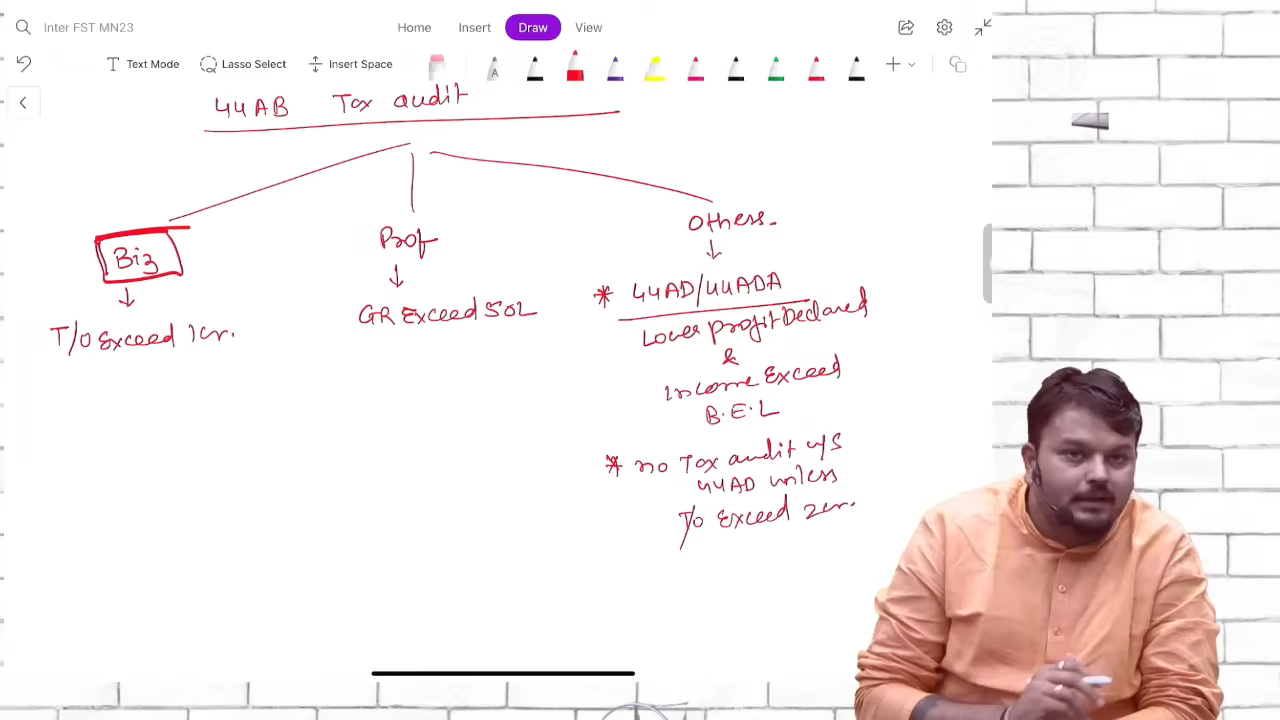 Inter FST MN23
Home Insert Draw View
Text Mode Lasso Select Insert Space
A
44AB Tax audit
Biz
T/O Exceed 1cr.
Prof
GR Exceed 50L
Others.
* 44AD/44ADA
Lower Profit Declared
&
Income Exceed
B.E.L
* no Tax audit u/s
44AD unless
T/O Exceed 2cr.